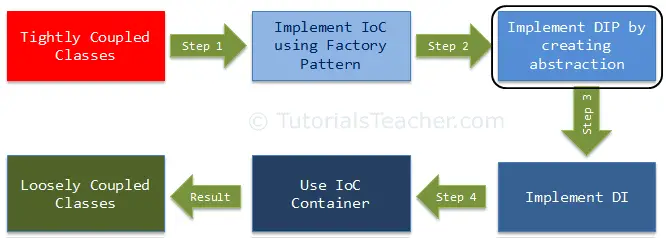 Tightly Coupled
Classes
Step 1
Implement IoC
using Factory
Pattern
Step 2
Implement DIP by
creating
abstraction
Step 3
© TutorialsTeacher.com
Implement DI
Step 4
Use IoC
Container
Result
Loosely Coupled
Classes